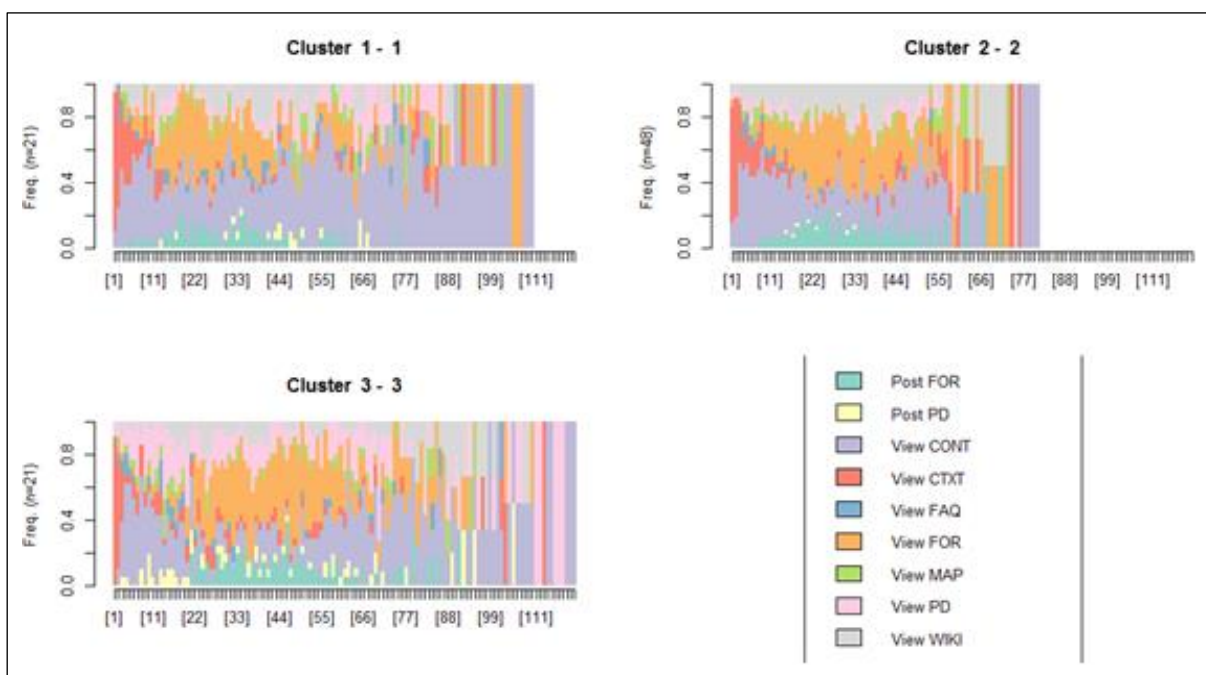 Cluster 1 - 1
Freq. (n=21)
0.0 0.4 0.8
[1] [11] [22] [33] [44] [55] [66] [77] [88] [99] [111]
Cluster 2 - 2
Freq. (n=48)
0.0 0.4 0.8
[1] [11] [22] [33] [44] [55] [66] [77] [88] [99] [111]
Cluster 3 - 3
Freq. (n=21)
0.0 0.4 0.8
[1] [11] [22] [33] [44] [55] [66] [77] [88] [99] [111]
Post FOR
Post PD
View CONT
View CTXT
View FAQ
View FOR
View MAP
View PD
View WIKI